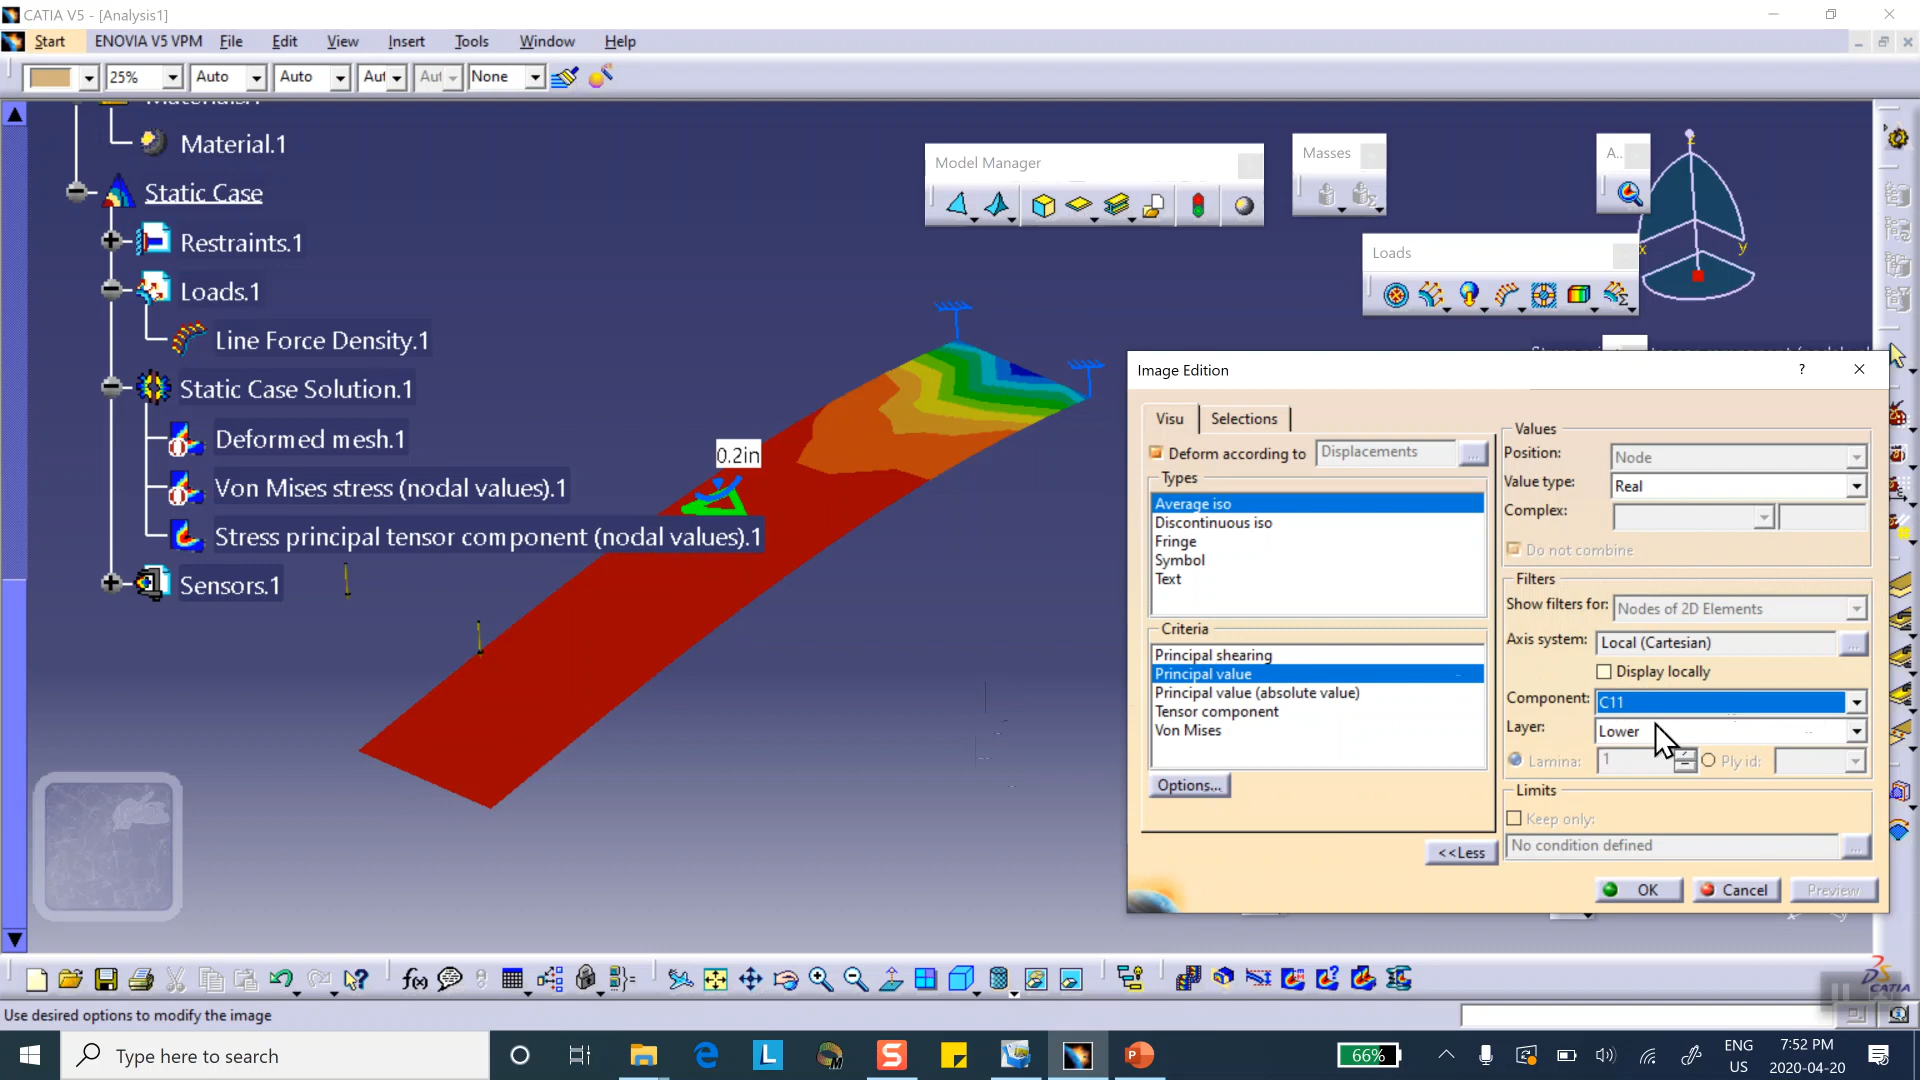 CATIA V5 - [Analysis1]
Start ENOVIA V5 VPM File Edit View Insert Tools Window Help
25% Auto Auto Aut Aut None
Material.1
Static Case
Restraints.1
Loads.1
Line Force Density.1
Static Case Solution.1
Deformed mesh.1
Von Mises stress (nodal values).1
Stress principal tensor component (nodal values).1
Sensors.1
0.2in
Model Manager
Masses
A..
Loads
z
x
y
Image Edition
? 
Visu Selections
Deform according to Displacements ...
Types
Average iso
Discontinuous iso
Fringe
Symbol
Text
Criteria
Principal shearing
Principal value
Principal value (absolute value)
Tensor component
Von Mises
Options...
<<Less
Values
Position: Node
Value type: Real
Complex:
Do not combine
Filters
Show filters for: Nodes of 2D Elements
Axis system: Local (Cartesian) ...
Display locally
Component: C11
Layer: Lower
Lamina: 1 Ply id:
Limits
Keep only:
No condition defined ...
OK Cancel Preview
f(x)
CATIA
Use desired options to modify the image
Type here to search
L
S
P
66%
ENG
US
7:52 PM
2020-04-20